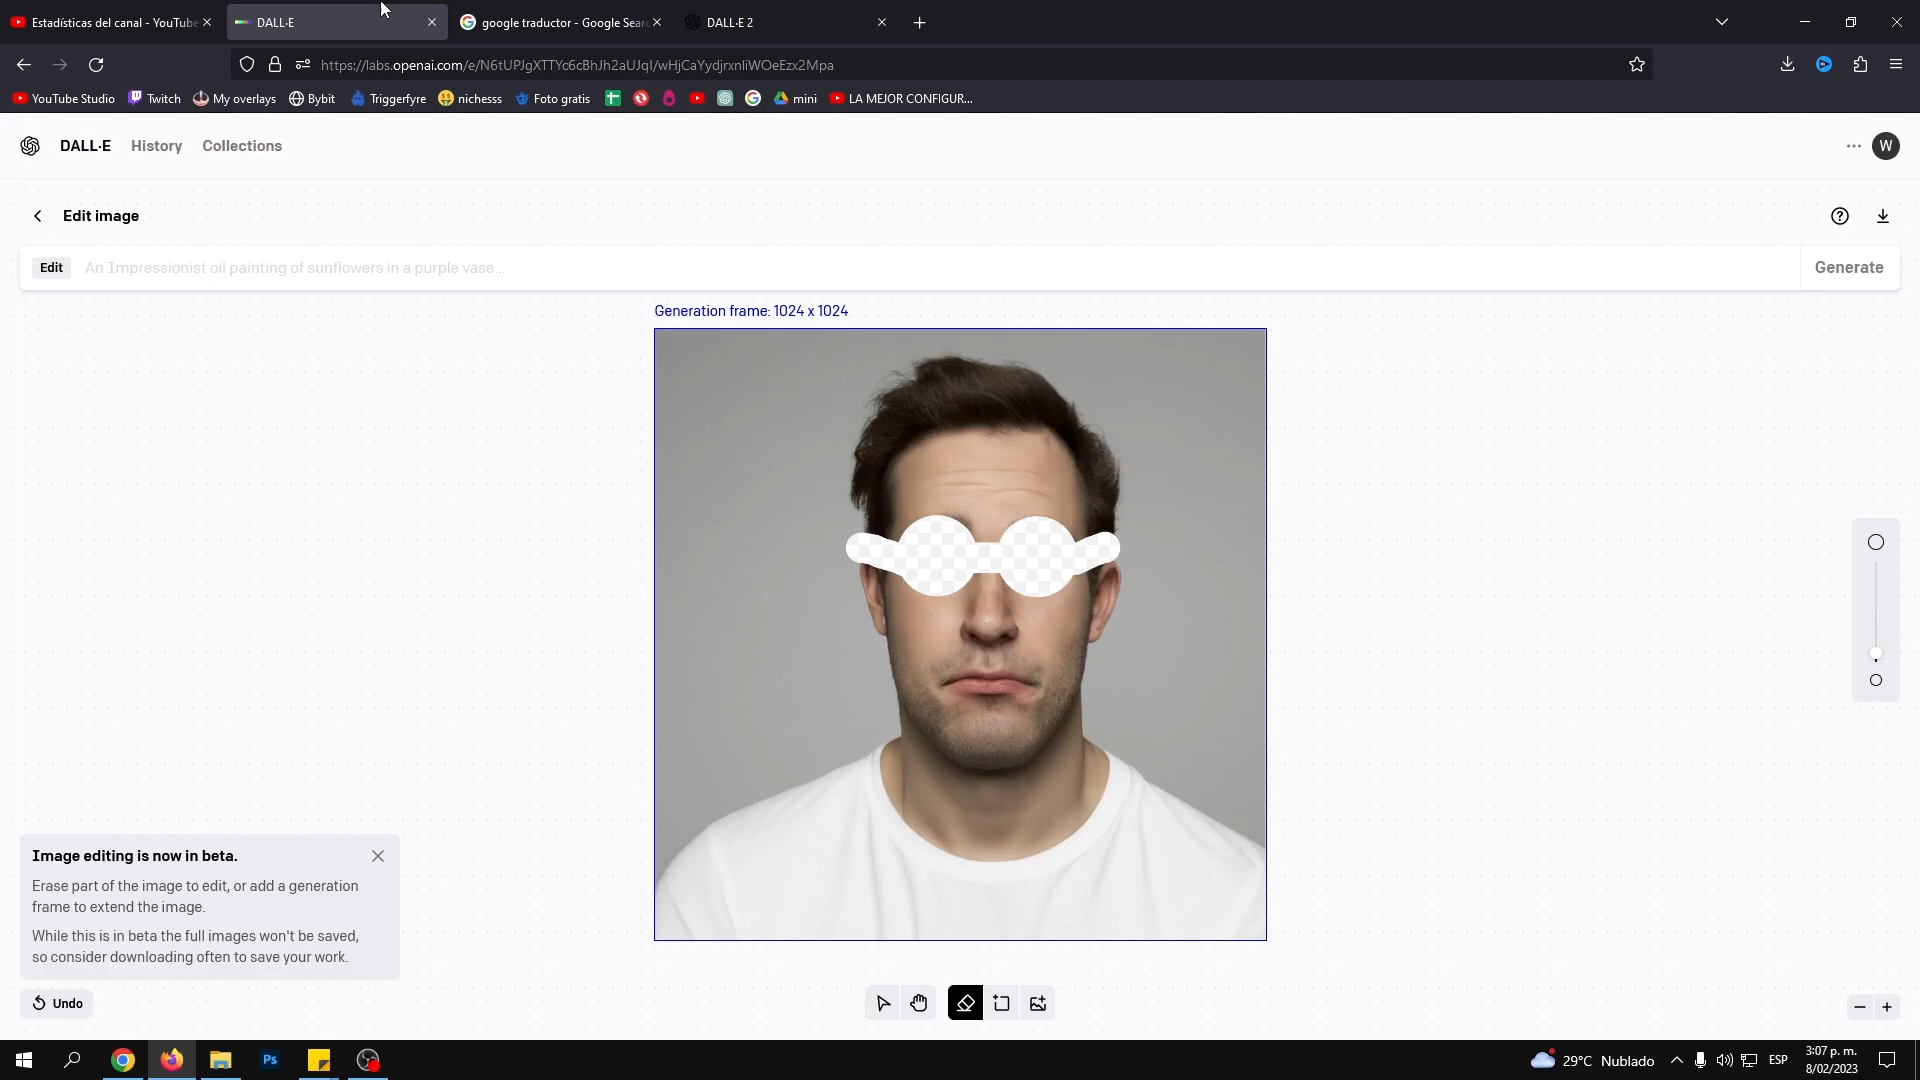 Estadísticas del canal - YouTube
DALL·E
google traductor - Google Sear
DALL·E 2
https://labs.openai.com/e/N6tUPJgXTTYc6cBhJh2aUJqI/wHjCaYydjrxnliWOeEzx2Mpa
YouTube Studio
Twitch
My overlays
Bybit
Triggerfyre
nichesss
Foto gratis
mini
LA MEJOR CONFIGUR...
DALL·E
History
Collections
W
Edit image
Edit
An Impressionist oil painting of sunflowers in a purple vase...
Generate
Generation frame: 1024 x 1024
Image editing is now in beta.
Erase part of the image to edit, or add a generation
frame to extend the image.
While this is in beta the full images won't be saved,
so consider downloading often to save your work.
Undo
Ps
29°C Nublado
ESP
3:07 p. m.
8/02/2023